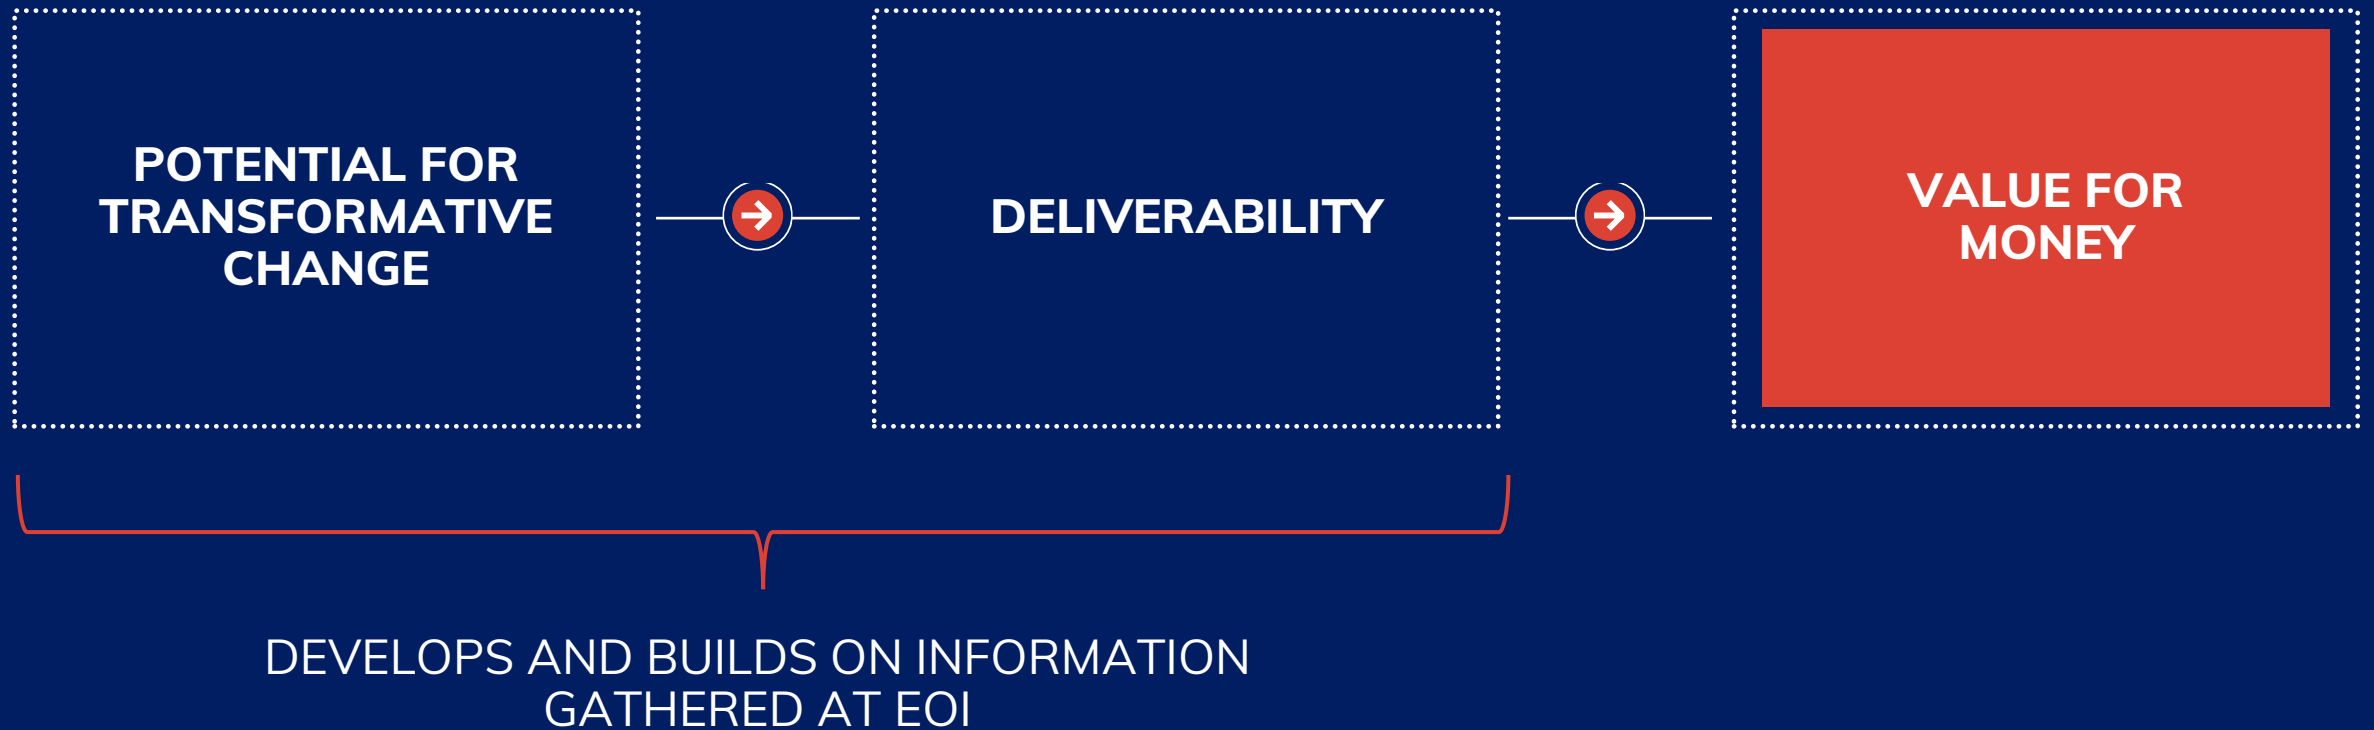 POTENTIAL FOR
TRANSFORMATIVE
CHANGE
DELIVERABILITY
VALUE FOR
MONEY
DEVELOPS AND BUILDS ON INFORMATION
GATHERED AT EOI